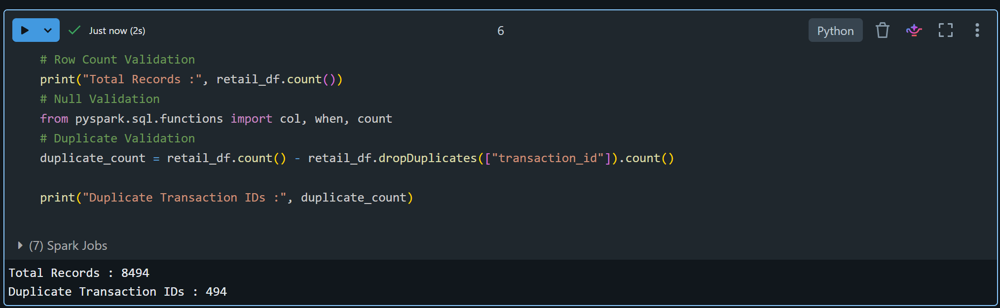 Just now (2s)
6
Python
# Row Count Validation
print("Total Records :", retail_df.count())
# Null Validation
from pyspark.sql.functions import col, when, count
# Duplicate Validation
duplicate_count = retail_df.count() - retail_df.dropDuplicates(["transaction_id"]).count()
print("Duplicate Transaction IDs :", duplicate_count)
(7) Spark Jobs
Total Records : 8494
Duplicate Transaction IDs : 494